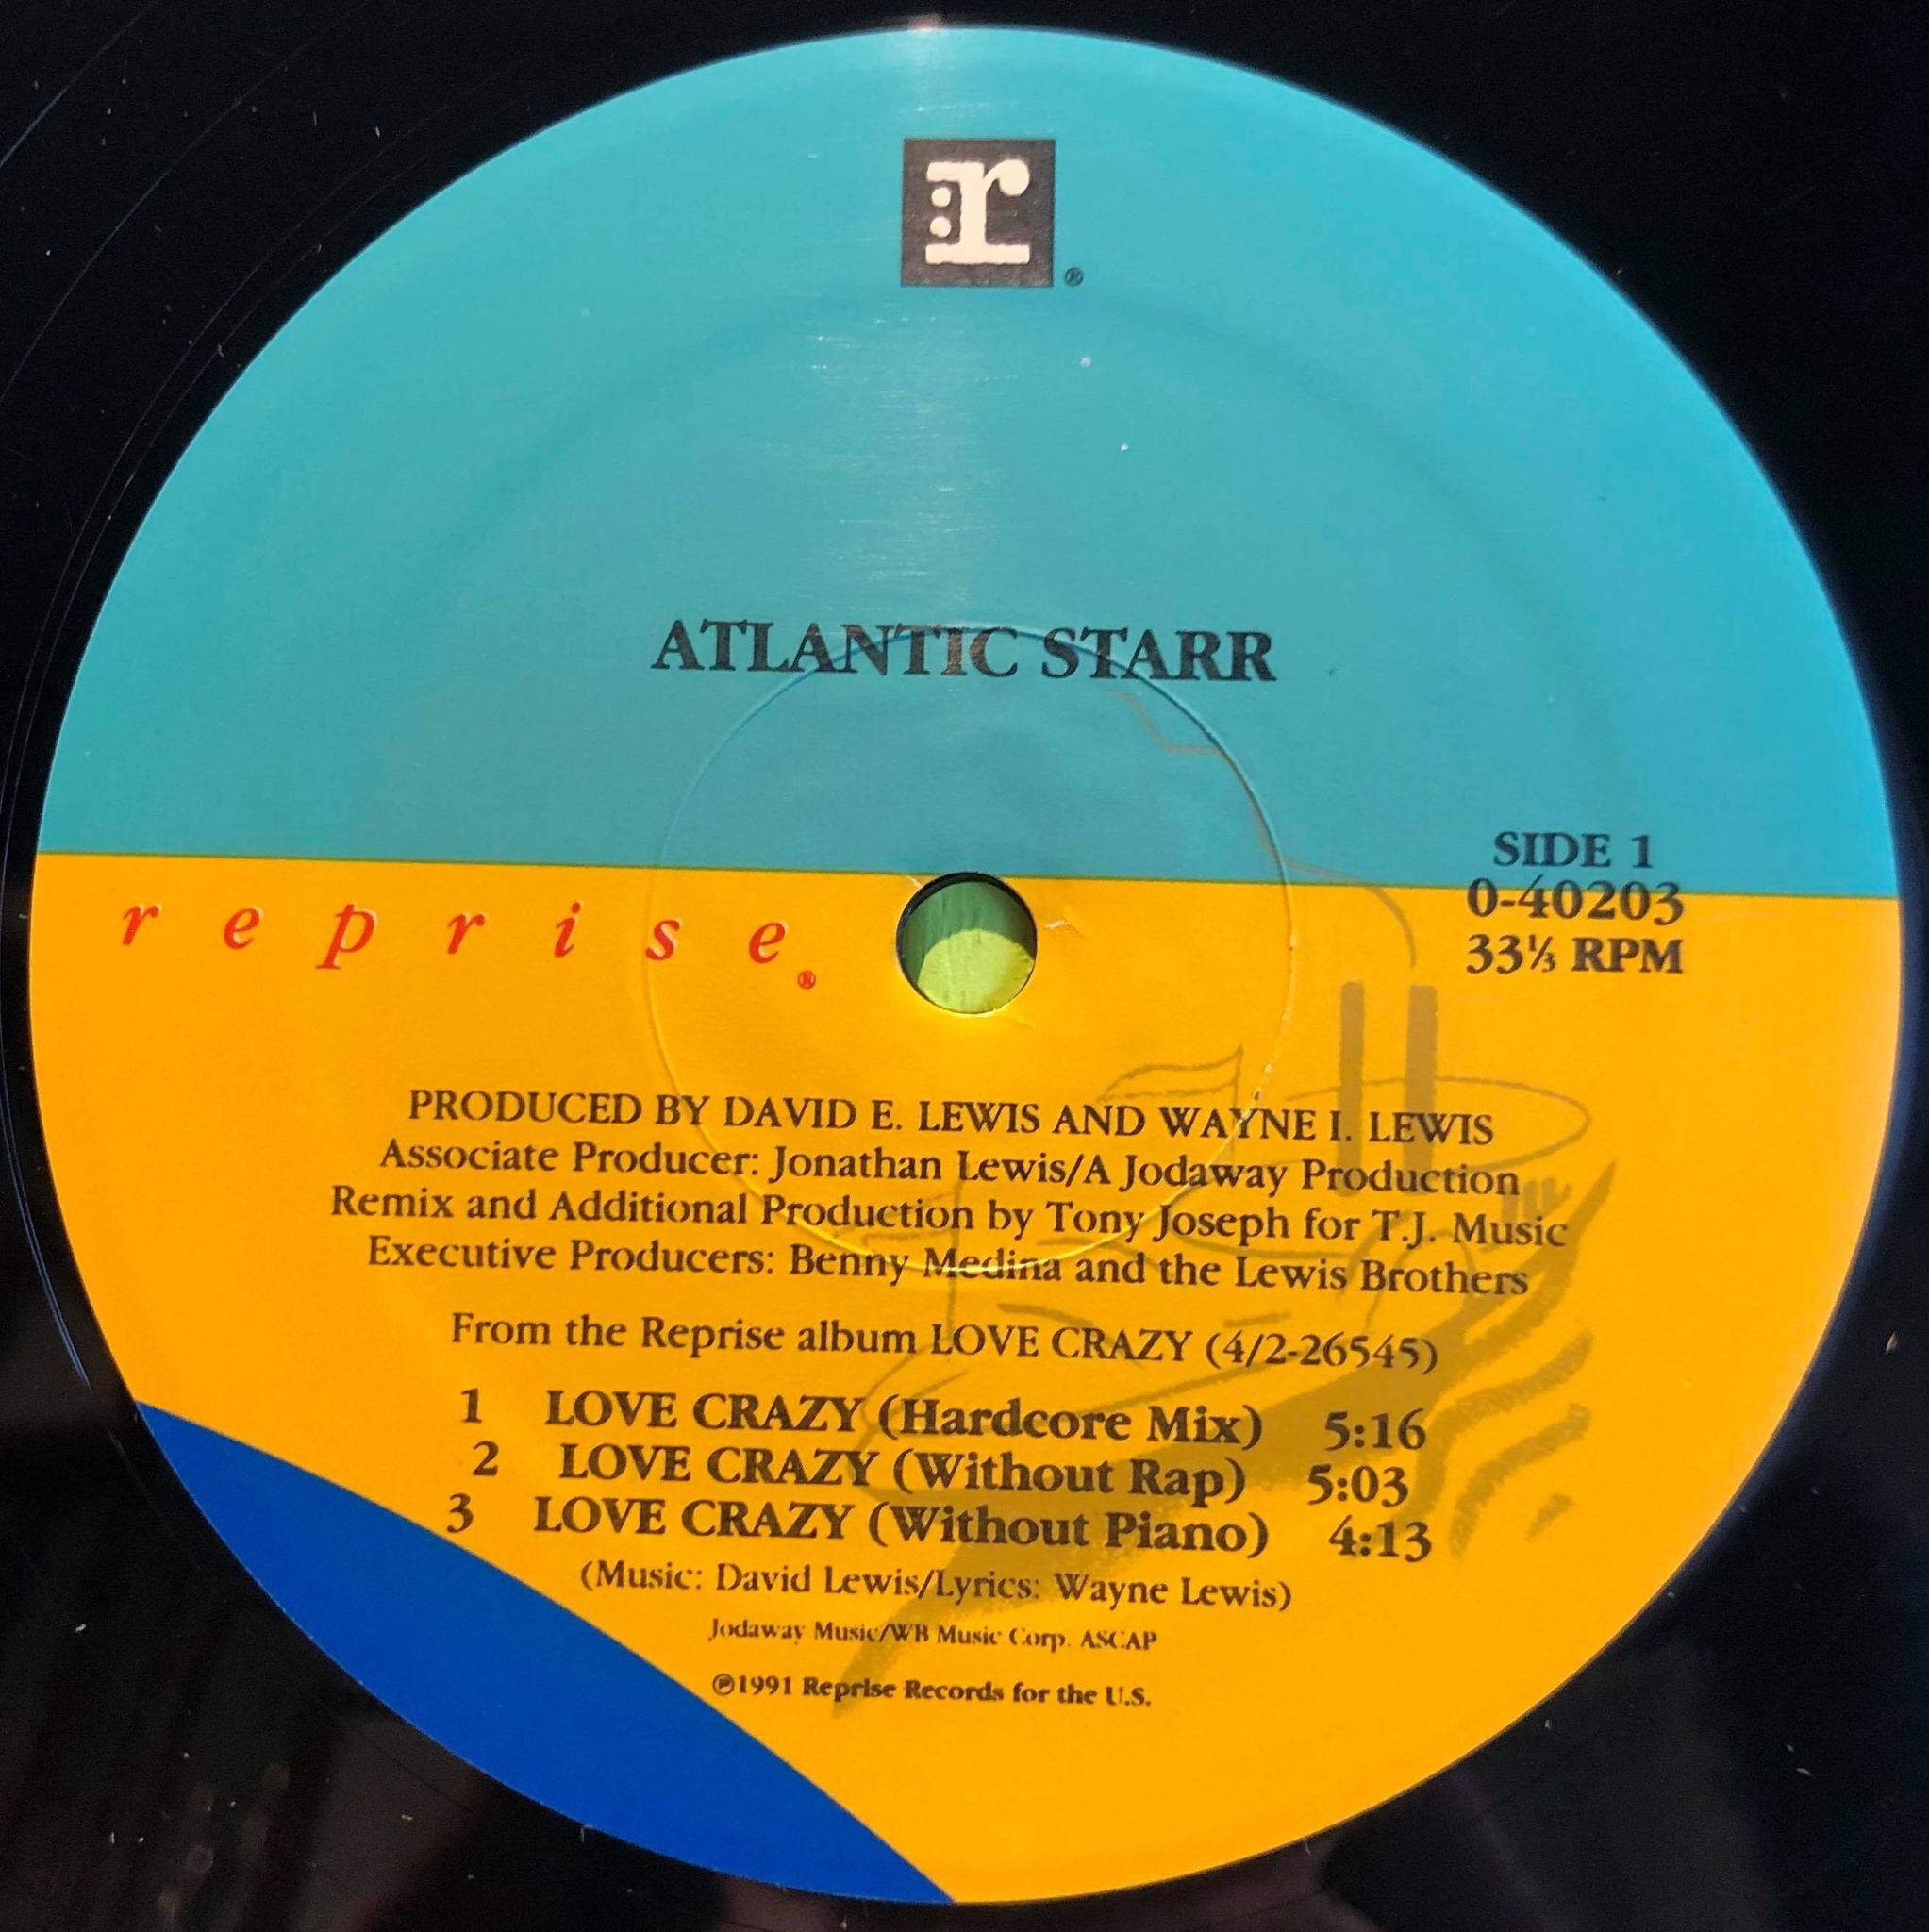 :r®
ATLANTIC STARR
SIDE 1
0-40203
33⅓ RPM
reprise®
PRODUCED BY DAVID E. LEWIS AND WAYNE I. LEWIS
Associate Producer: Jonathan Lewis/A Jodaway Production
Remix and Additional Production by Tony Joseph for T.J. Music
Executive Producers: Benny Medina and the Lewis Brothers
From the Reprise album LOVE CRAZY (4/2-26545)
1 LOVE CRAZY (Hardcore Mix) 5:16
2 LOVE CRAZY (Without Rap) 5:03
3 LOVE CRAZY (Without Piano) 4:13
(Music: David Lewis/Lyrics: Wayne Lewis)
Jodaway Music/WB Music Corp. ASCAP
℗1991 Reprise Records for the U.S.